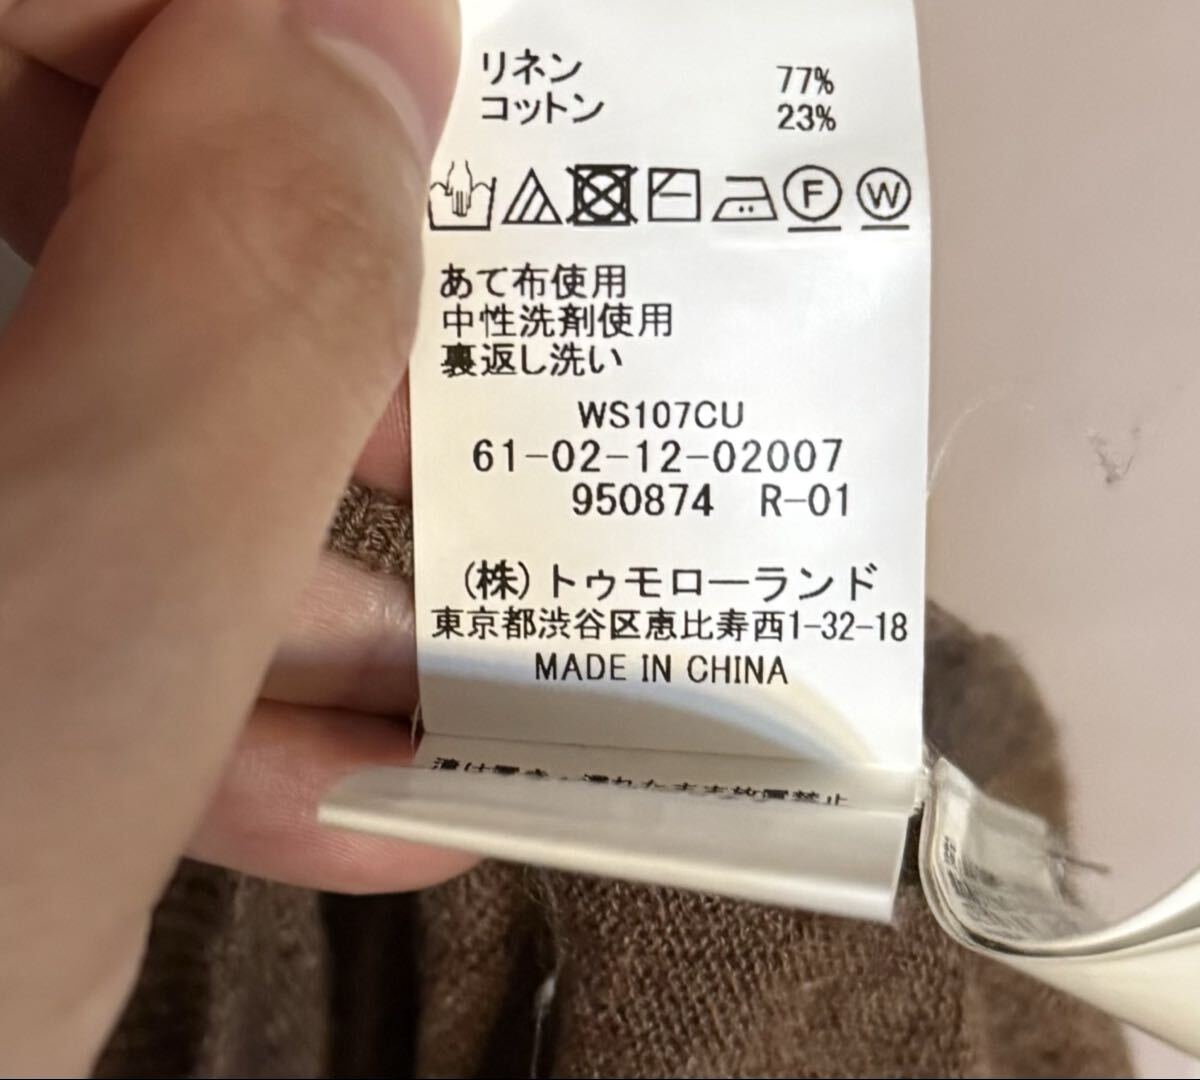 リネン 77%
コットン 23%
F W
あて布使用
中性洗剤使用
裏返し洗い
WS107CU
61-02-12-02007
950874 R-01
(株)トゥモローランド
東京都渋谷区恵比寿西1-32-18
MADE IN CHINA